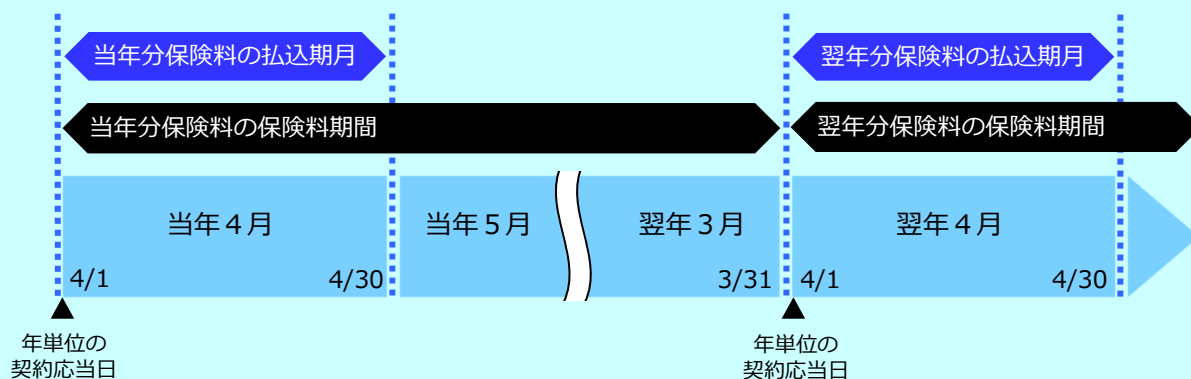 当年分保険料の払込期月
翌年分保険料の払込期月
当年分保険料の保険料期間
翌年分保険料の保険料期間
当年４月
当年５月
翌年３月
翌年４月
4/1
4/30
3/31
4/1
4/30
年単位の
契約応当日
年単位の
契約応当日